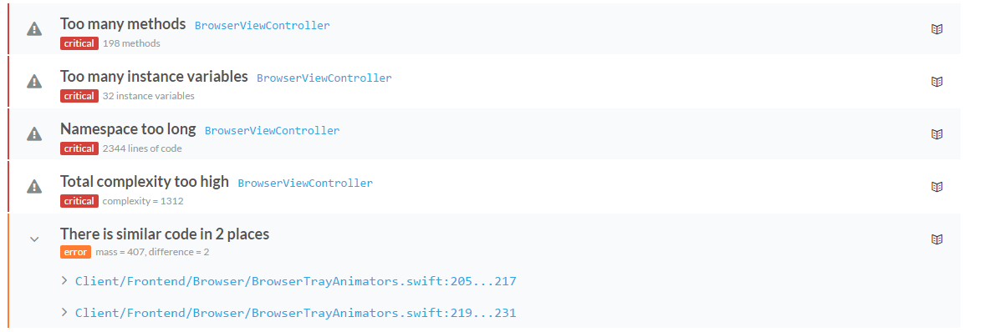 Too many methods BrowserViewController
critical 198 methods
Too many instance variables BrowserViewController
critical 32 instance variables
Namespace too long BrowserViewController
critical 2344 lines of code
Total complexity too high BrowserViewController
critical complexity = 1312
There is similar code in 2 places
error mass = 407, difference = 2
Client/Frontend/Browser/BrowserTrayAnimators.swift:205...217
Client/Frontend/Browser/BrowserTrayAnimators.swift:219...231